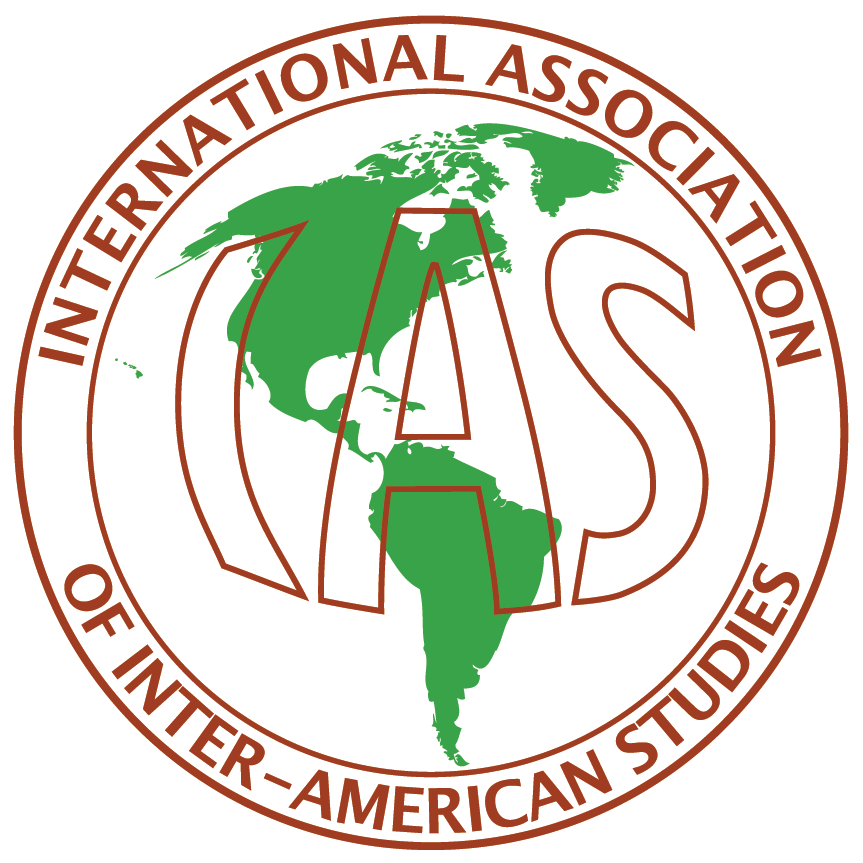 INTERNATIONAL ASSOCIATION
IAS
OF INTER-AMERICAN STUDIES